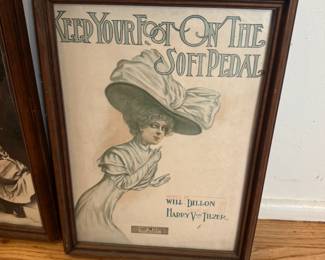 KEEP YOUR FOOT ON THE
SOFT PEDAL
WILL DILLON
HARRY VON TILZER